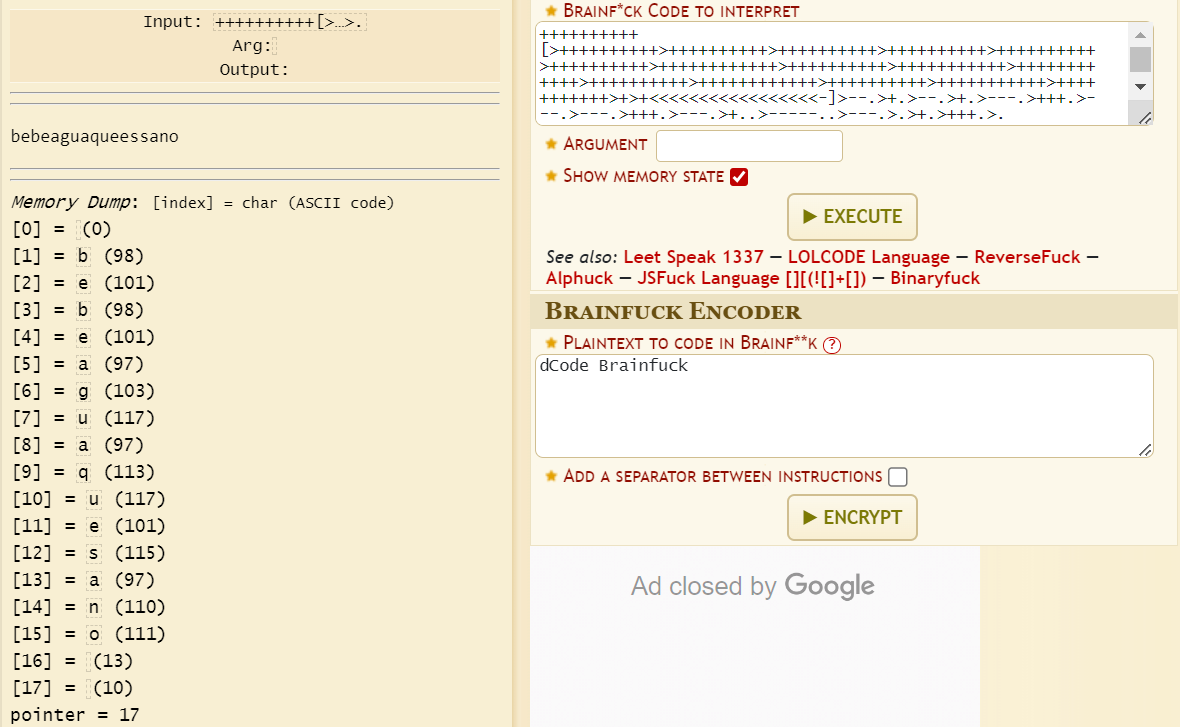 Input: ++++++++++[>…>.
Arg:
Output:
bebeaguaqueessano
Memory Dump: [index] = char (ASCII code)
[0] = (0)
[1] = b (98)
[2] = e (101)
[3] = b (98)
[4] = e (101)
[5] = a (97)
[6] = g (103)
[7] = u (117)
[8] = a (97)
[9] = q (113)
[10] = u (117)
[11] = e (101)
[12] = s (115)
[13] = a (97)
[14] = n (110)
[15] = o (111)
[16] = (13)
[17] = (10)
pointer = 17
★ Brainf*ck Code to interpret
++++++++++
[>++++++++++>++++++++++>++++++++++>++++++++++>++++++++++
>++++++++++>++++++++++++>++++++++++>+++++++++++>++++++++
++++>++++++++++>++++++++++++>++++++++++>+++++++++++>++++
+++++++>+>+<<<<<<<<<<<<<<<<<-]>--.>+.>--.>+.>---.>+++.>-
--.>---.>+++.>---.>+..>-----..>---.>.>+.>+++.>.
★ Argument
★ Show memory state
▶ EXECUTE
See also: Leet Speak 1337 – LOLCODE Language – ReverseFuck –
Alphuck – JSFuck Language [][(![]+[]) – Binaryfuck
Brainfuck Encoder
★ Plaintext to code in Brainf**k ?
dCode Brainfuck
★ Add a separator between instructions
▶ ENCRYPT
Ad closed by Google